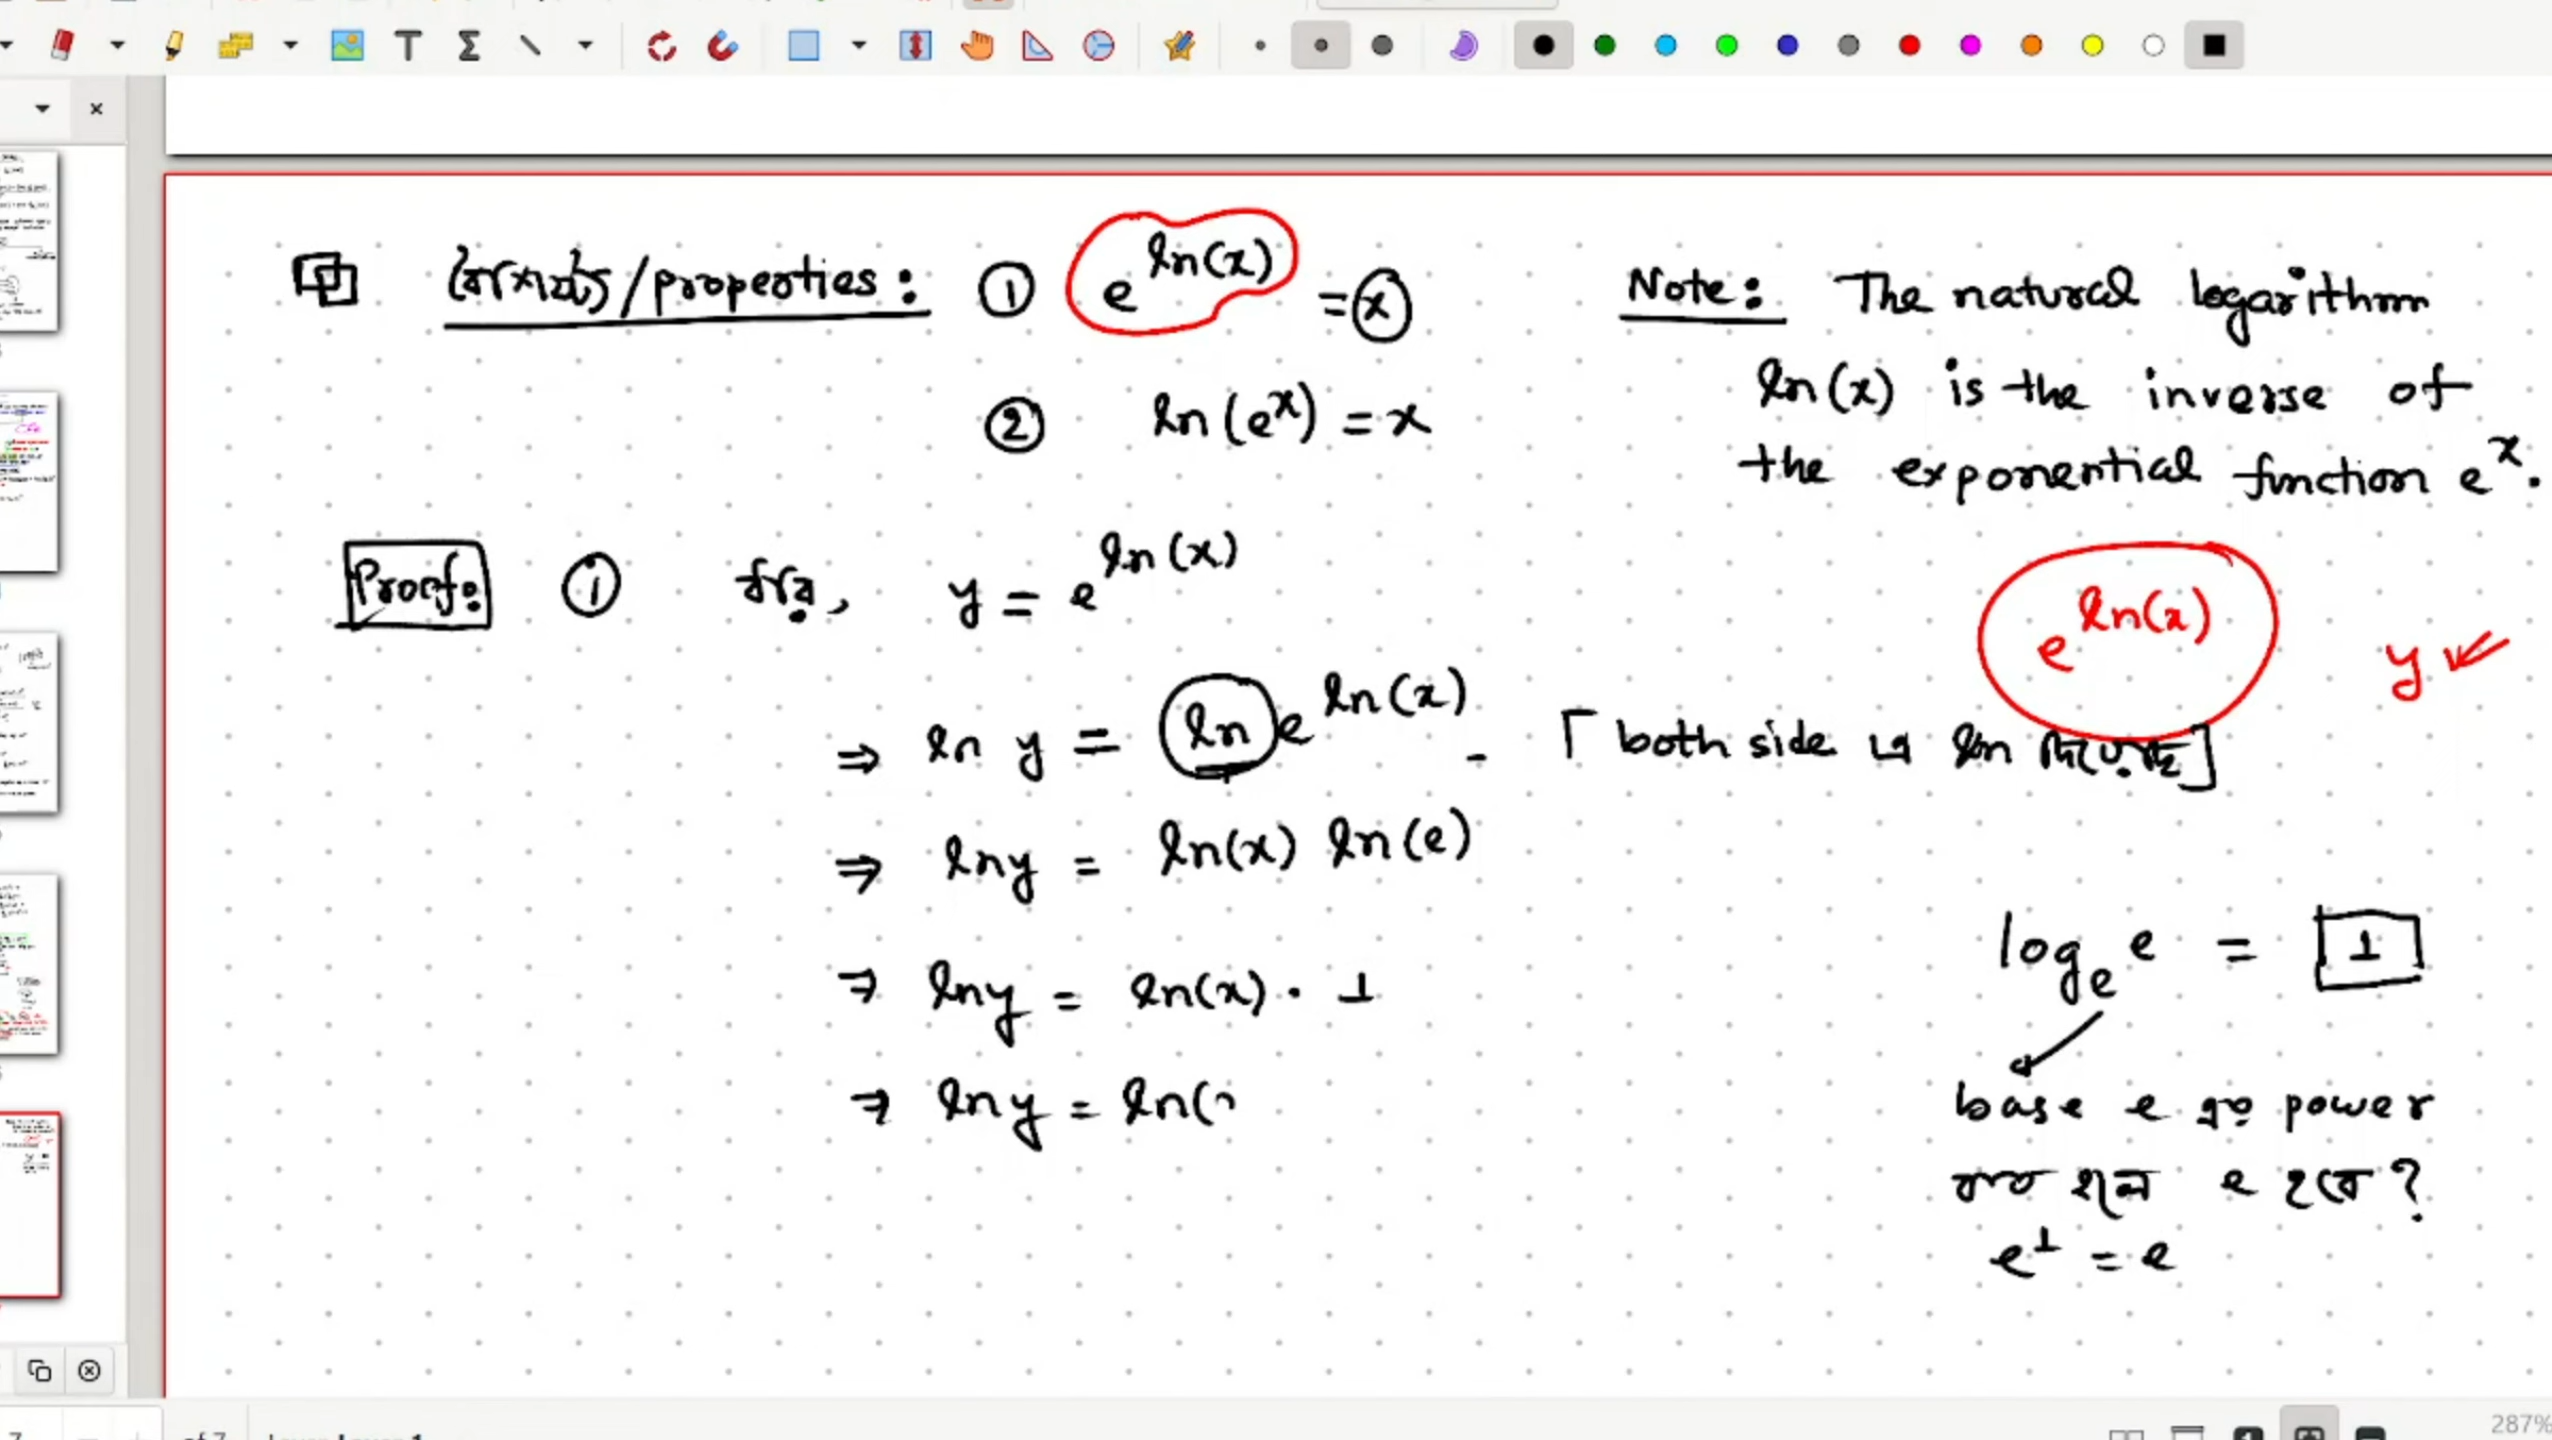 বৈশিষ্ট্য/properties: ① e^ln(x) = x
② ln(e^x) = x
Note: The natural logarithm
ln(x) is the inverse of
the exponential function e^x.
Proof: ① ধরি, y = e^ln(x)
⇒ ln y = ln e^ln(x) - [both side এ ln নিয়ে]
⇒ lny = ln(x) ln(e)
⇒ lny = ln(x) · 1
⇒ lny = ln(
e^ln(x) y
log_e e = 1
base e এর power
কত হলে e হবে?
e^1 = e
287%